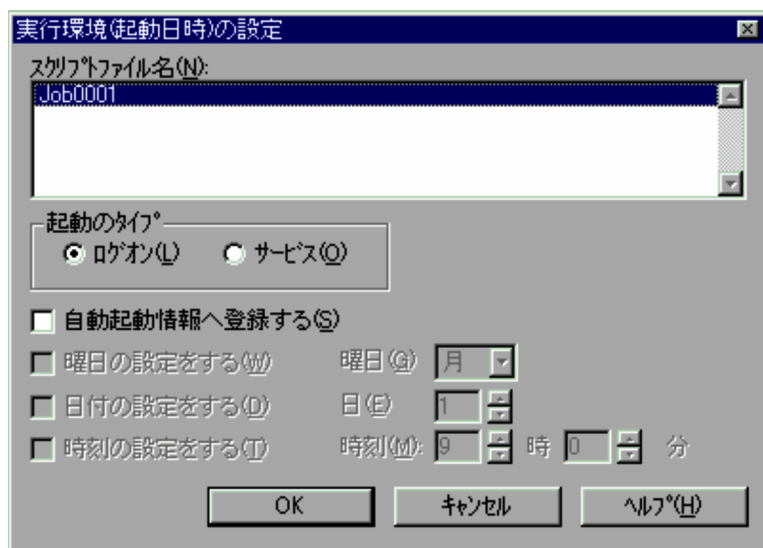 実行環境(起動日時)の設定
ｽｸﾘﾌﾟﾄﾌｧｲﾙ名(N):
Job0001
起動のﾀｲﾌﾟ
ﾛｸﾞｵﾝ(L) ｻｰﾋﾞｽ(O)
自動起動情報へ登録する(S)
曜日の設定をする(W) 曜日(G) 月
日付の設定をする(D) 日(E) 1
時刻の設定をする(T) 時刻(M): 9 時 0 分
OK ｷｬﾝｾﾙ ﾍﾙﾌﾟ(H)